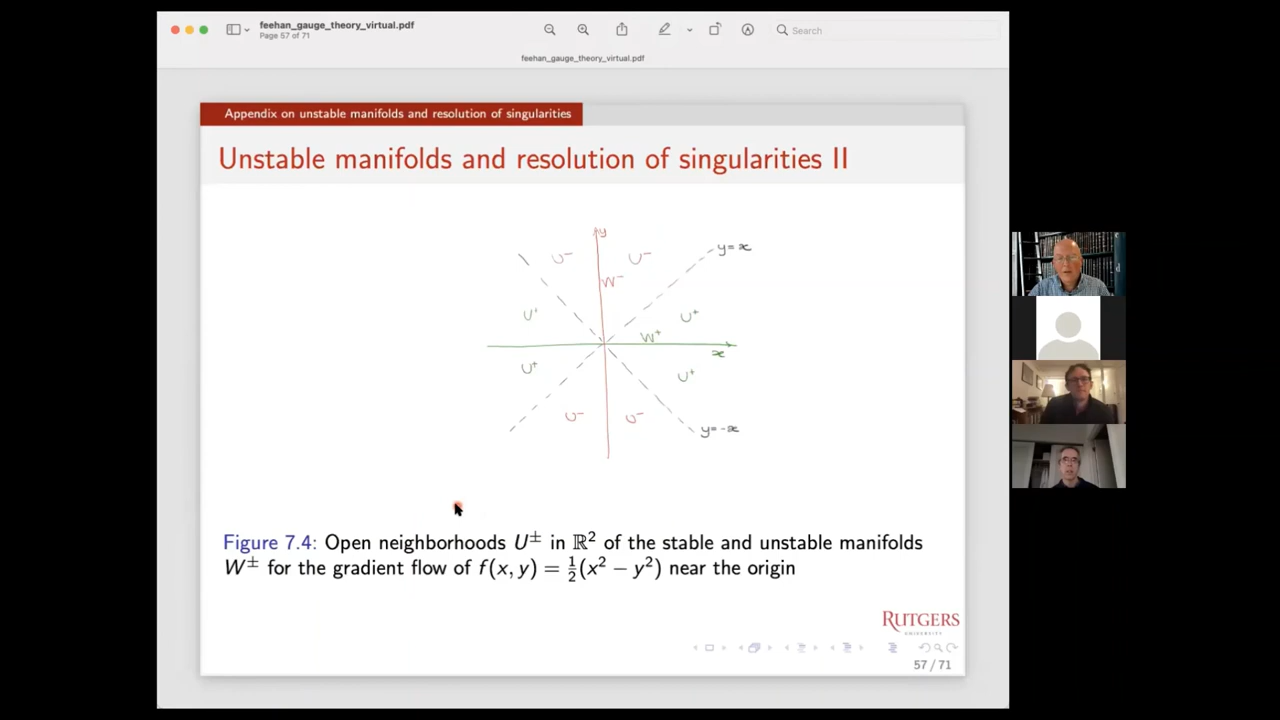 feehan_gauge_theory_virtual.pdf
Page 57 of 71
Search
feehan_gauge_theory_virtual.pdf
Appendix on unstable manifolds and resolution of singularities
Unstable manifolds and resolution of singularities II
y
U⁻ U⁻ y=x
W⁻
U⁺
W⁺
x
U⁺ U⁺
U⁻ U⁻
y=-x
Figure 7.4: Open neighborhoods U± in ℝ² of the stable and unstable manifolds
W± for the gradient flow of f(x, y) = ½(x² − y²) near the origin
RUTGERS
UNIVERSITY
57 / 71